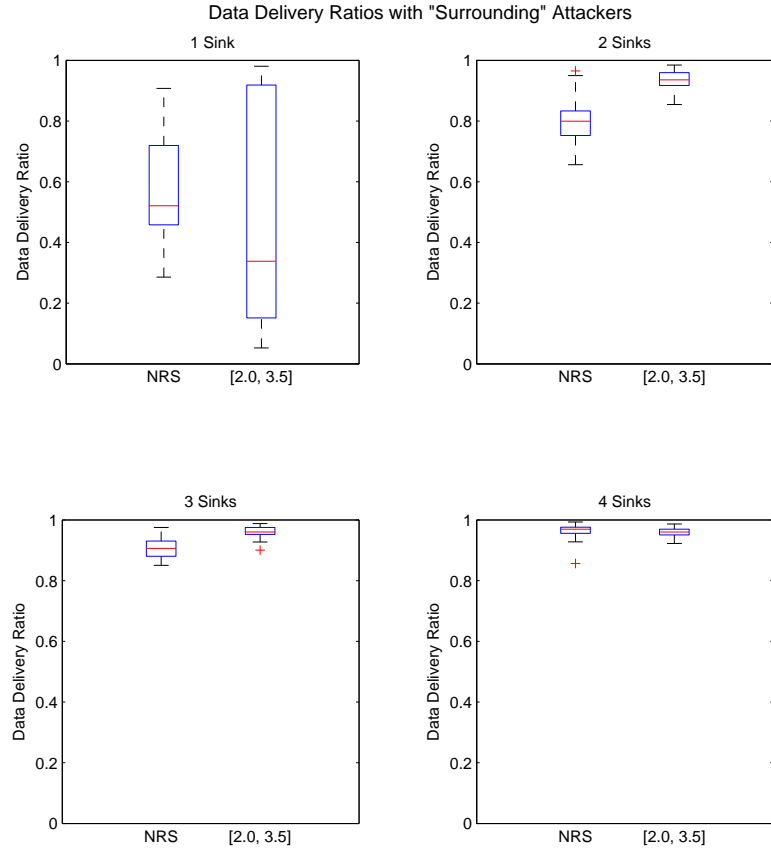 Data Delivery Ratios with "Surrounding" Attackers
1 Sink
1
0.8
0.6
0.4
0.2
0
Data Delivery Ratio
NRS [2.0, 3.5]
2 Sinks
1
0.8
0.6
0.4
0.2
0
Data Delivery Ratio
NRS [2.0, 3.5]
3 Sinks
1
0.8
0.6
0.4
0.2
0
Data Delivery Ratio
NRS [2.0, 3.5]
4 Sinks
1
0.8
0.6
0.4
0.2
0
Data Delivery Ratio
NRS [2.0, 3.5]